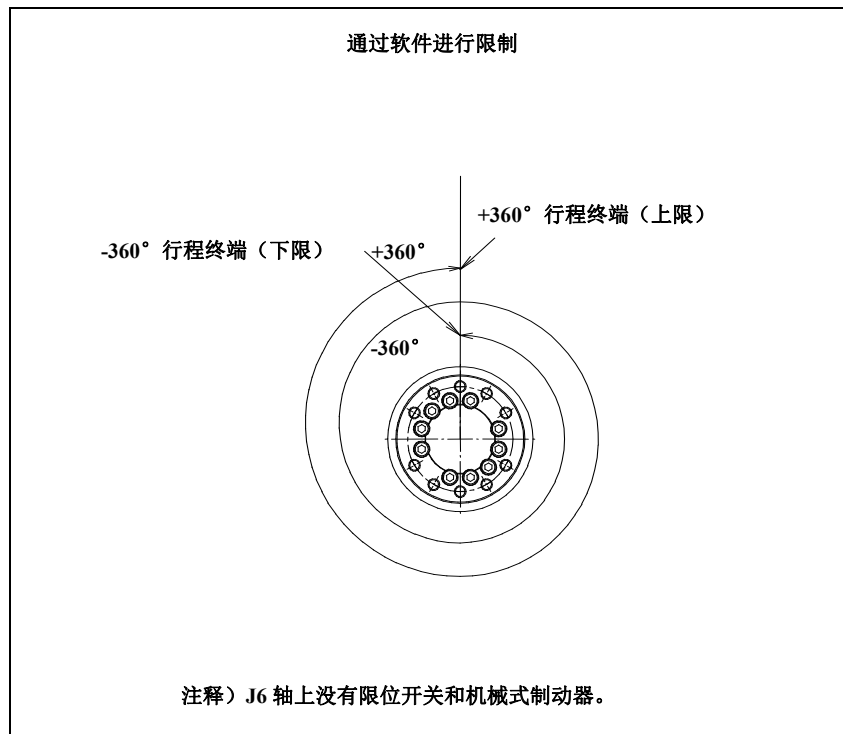 通过软件进行限制
+360° 行程终端（上限）
-360° 行程终端（下限）
+360°
-360°
注释）J6 轴上没有限位开关和机械式制动器。